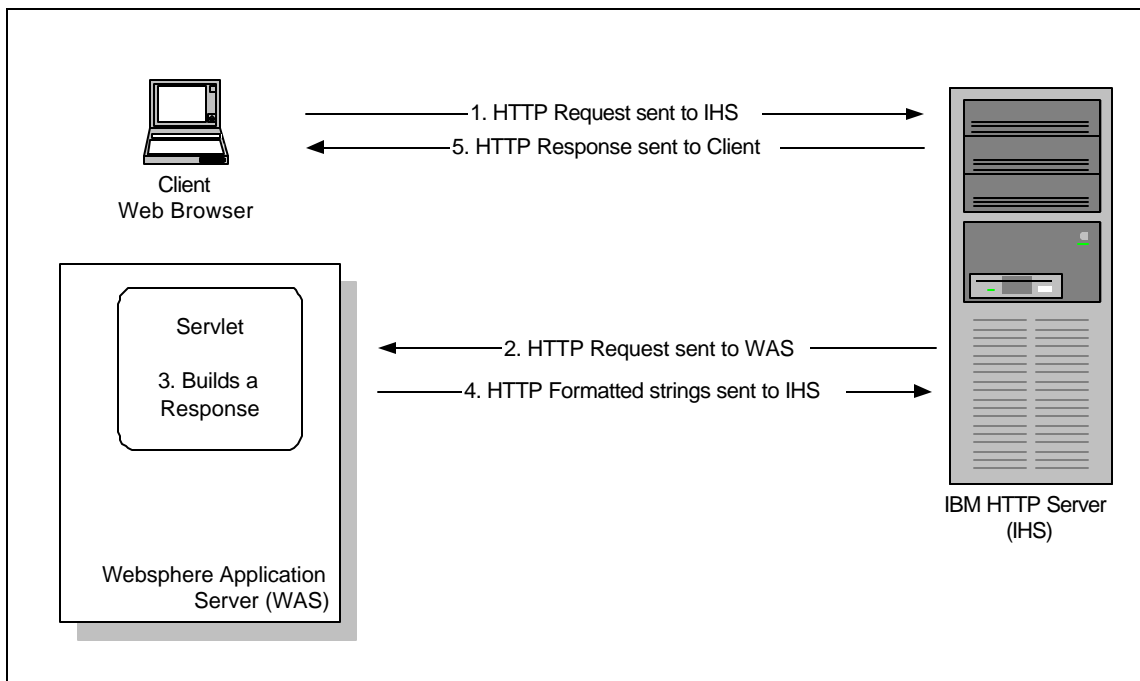 1. HTTP Request sent to IHS
5. HTTP Response sent to Client
Client
Web Browser
Servlet
3. Builds a
Response
2. HTTP Request sent to WAS
4. HTTP Formatted strings sent to IHS
IBM HTTP Server
(IHS)
Websphere Application
Server (WAS)